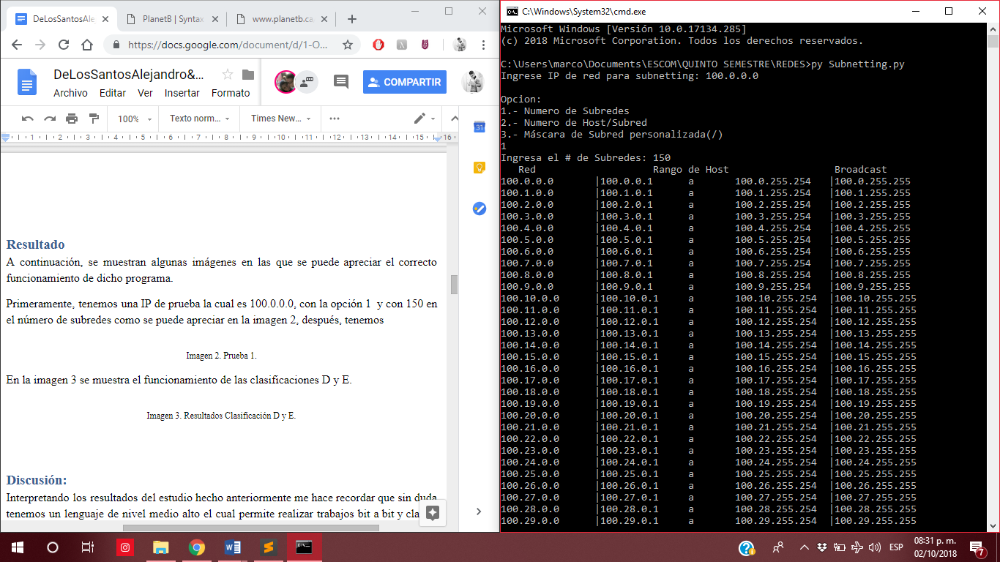 DeLosSantosAle
PlanetB | Syntax
www.planetb.ca
https://docs.google.com/document/d/1-O...
DeLosSantosAlejandro&...
Archivo Editar Ver Insertar Formato
COMPARTIR
100% Texto norm... Times New... ...
1 2 3 4 5 6 7 8 9 10 11 12 13 14 15 16
31
Resultado
A continuación, se muestran algunas imágenes en las que se puede apreciar el correcto
funcionamiento de dicho programa.
Primeramente, tenemos una IP de prueba la cual es 100.0.0.0, con la opción 1 y con 150 en
el número de subredes como se puede apreciar en la imagen 2, después, tenemos
Imagen 2. Prueba 1.
En la imagen 3 se muestra el funcionamiento de las clasificaciones D y E.
Imagen 3. Resultados Clasificación D y E.
Discusión:
Interpretando los resultados del estudio hecho anteriormente me hace recordar que sin duda
tenemos un lenguaje de nivel medio alto el cual permite realizar trabajos bit a bit y cla
C:\Windows\System32\cmd.exe
Microsoft Windows [Versión 10.0.17134.285]
(c) 2018 Microsoft Corporation. Todos los derechos reservados.
C:\Users\marco\Documents\ESCOM\QUINTO SEMESTRE\REDES>py Subnetting.py
Ingrese IP de red para subnetting: 100.0.0.0
Opcion:
1.- Numero de Subredes
2.- Numero de Host/Subred
3.- Máscara de Subred personalizada(/)
1
Ingresa el # de Subredes: 150
Red Rango de Host Broadcast
100.0.0.0 |100.0.0.1 a 100.0.255.254 |100.0.255.255
100.1.0.0 |100.1.0.1 a 100.1.255.254 |100.1.255.255
100.2.0.0 |100.2.0.1 a 100.2.255.254 |100.2.255.255
100.3.0.0 |100.3.0.1 a 100.3.255.254 |100.3.255.255
100.4.0.0 |100.4.0.1 a 100.4.255.254 |100.4.255.255
100.5.0.0 |100.5.0.1 a 100.5.255.254 |100.5.255.255
100.6.0.0 |100.6.0.1 a 100.6.255.254 |100.6.255.255
100.7.0.0 |100.7.0.1 a 100.7.255.254 |100.7.255.255
100.8.0.0 |100.8.0.1 a 100.8.255.254 |100.8.255.255
100.9.0.0 |100.9.0.1 a 100.9.255.254 |100.9.255.255
100.10.0.0 |100.10.0.1 a 100.10.255.254 |100.10.255.255
100.11.0.0 |100.11.0.1 a 100.11.255.254 |100.11.255.255
100.12.0.0 |100.12.0.1 a 100.12.255.254 |100.12.255.255
100.13.0.0 |100.13.0.1 a 100.13.255.254 |100.13.255.255
100.14.0.0 |100.14.0.1 a 100.14.255.254 |100.14.255.255
100.15.0.0 |100.15.0.1 a 100.15.255.254 |100.15.255.255
100.16.0.0 |100.16.0.1 a 100.16.255.254 |100.16.255.255
100.17.0.0 |100.17.0.1 a 100.17.255.254 |100.17.255.255
100.18.0.0 |100.18.0.1 a 100.18.255.254 |100.18.255.255
100.19.0.0 |100.19.0.1 a 100.19.255.254 |100.19.255.255
100.20.0.0 |100.20.0.1 a 100.20.255.254 |100.20.255.255
100.21.0.0 |100.21.0.1 a 100.21.255.254 |100.21.255.255
100.22.0.0 |100.22.0.1 a 100.22.255.254 |100.22.255.255
100.23.0.0 |100.23.0.1 a 100.23.255.254 |100.23.255.255
100.24.0.0 |100.24.0.1 a 100.24.255.254 |100.24.255.255
100.25.0.0 |100.25.0.1 a 100.25.255.254 |100.25.255.255
100.26.0.0 |100.26.0.1 a 100.26.255.254 |100.26.255.255
100.27.0.0 |100.27.0.1 a 100.27.255.254 |100.27.255.255
100.28.0.0 |100.28.0.1 a 100.28.255.254 |100.28.255.255
100.29.0.0 |100.29.0.1 a 100.29.255.254 |100.29.255.255
ESP
08:31 p. m.
02/10/2018
7